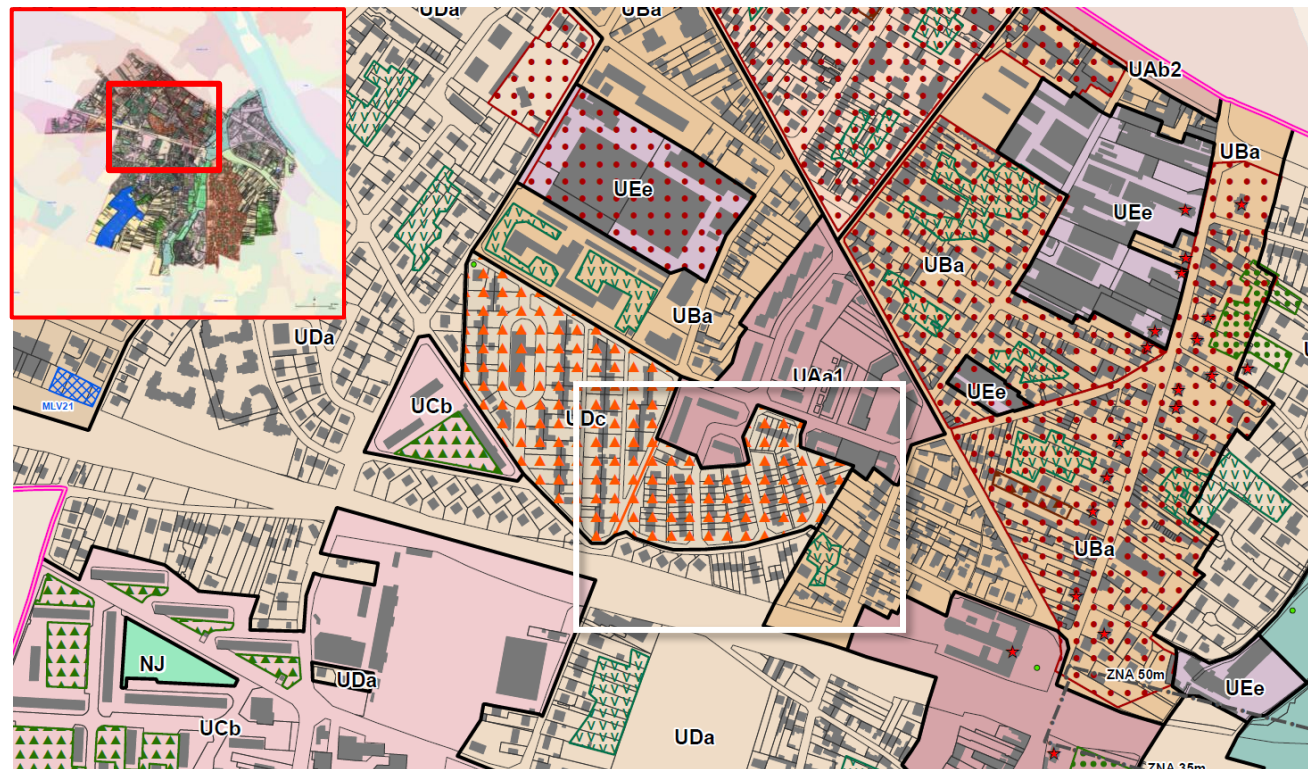 UDa
UBa
UAb2
UBa
UEe
UEe
UBa
UBa
UDa
UAa1
UEe
MLV21
UCb
UDc
UBa
NJ
UDa
ZNA 50m
UEe
UCb
UDa
ZNA 35m